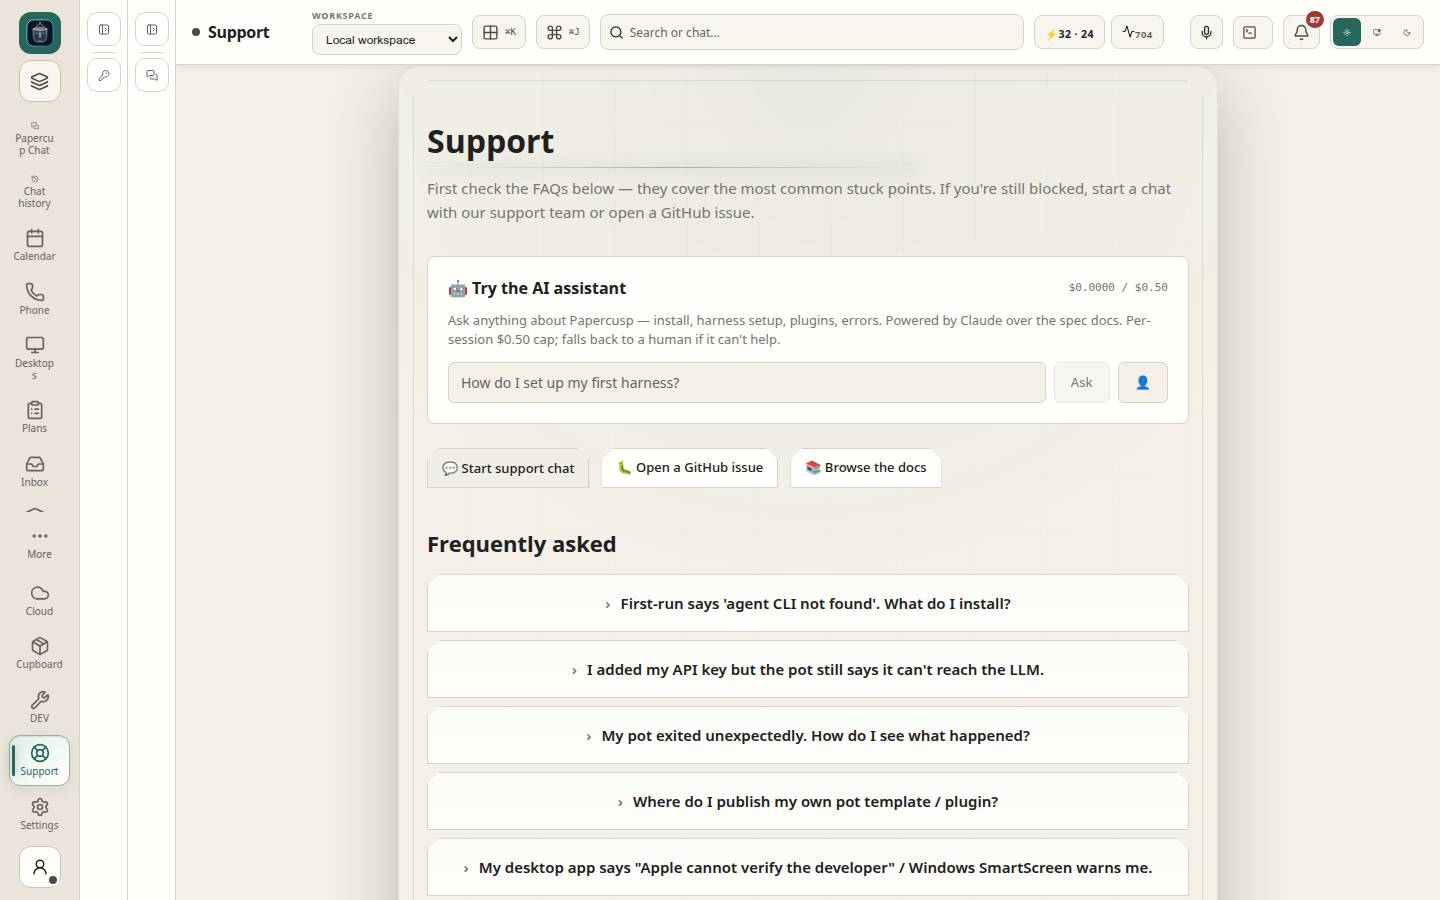 Support
WORKSPACE
Local workspace
⌘K
⌘J
Search or chat...
⚡32 · 24
704
87
Papercu
p Chat
Chat
history
Calendar
Phone
Desktop
s
Plans
Inbox
More
Cloud
Cupboard
DEV
Support
Settings
Support
First check the FAQs below — they cover the most common stuck points. If you're still blocked, start a chat
with our support team or open a GitHub issue.
🤖 Try the AI assistant
$0.0000 / $0.50
Ask anything about Papercusp — install, harness setup, plugins, errors. Powered by Claude over the spec docs. Per-
session $0.50 cap; falls back to a human if it can't help.
How do I set up my first harness?
Ask
💬 Start support chat
🐛 Open a GitHub issue
📚 Browse the docs
Frequently asked
› First-run says 'agent CLI not found'. What do I install?
› I added my API key but the pot still says it can't reach the LLM.
› My pot exited unexpectedly. How do I see what happened?
› Where do I publish my own pot template / plugin?
› My desktop app says "Apple cannot verify the developer" / Windows SmartScreen warns me.